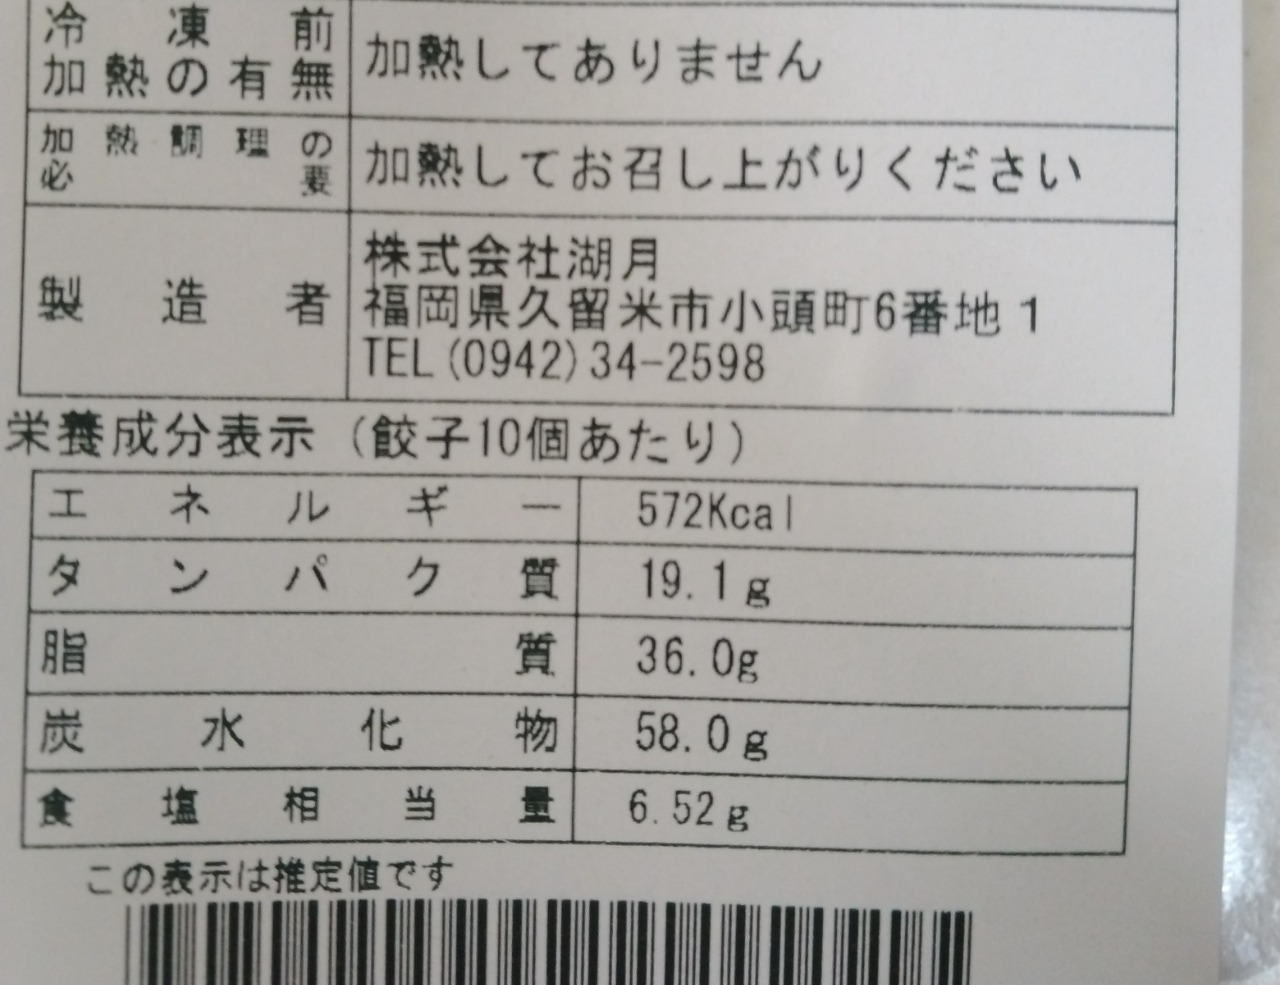 冷凍前
加熱の有無
加熱してありません
加熱調理の
必要
加熱してお召し上がりください
製造者
株式会社湖月
福岡県久留米市小頭町6番地1
TEL(0942)34-2598
栄養成分表示(餃子10個あたり)
エネルギー 572Kcal
タンパク質 19.1g
脂質 36.0g
炭水化物 58.0g
食塩相当量 6.52g
この表示は推定値です